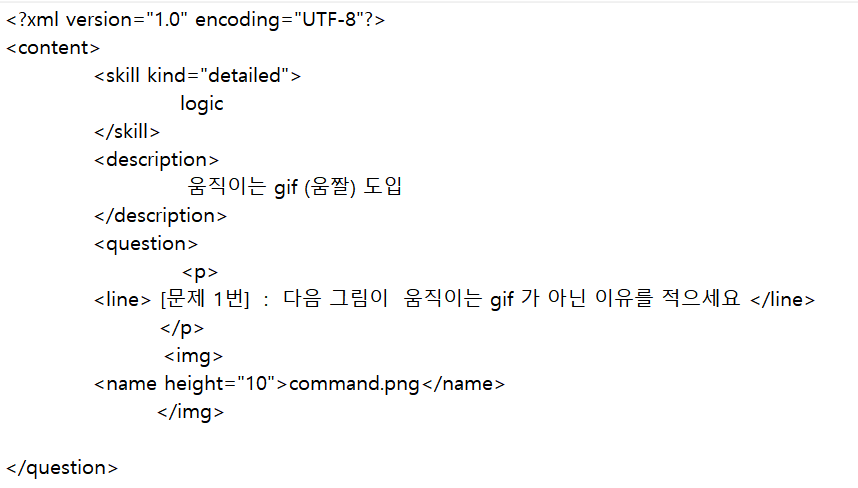 <?xml version="1.0" encoding="UTF-8"?>
<content>
<skill kind="detailed">
logic
</skill>
<description>
움직이는 gif (움짤) 도입
</description>
<question>
<p>
<line> [문제 1번] : 다음 그림이 움직이는 gif 가 아닌 이유를 적으세요 </line>
</p>
<img>
<name height="10">command.png</name>
</img>
</question>